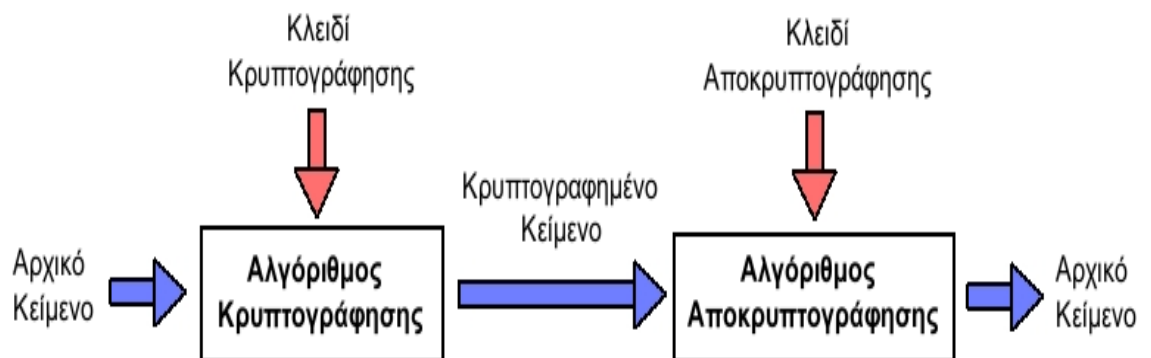 Κλειδί
Κρυπτογράφησης
Κλειδί
Αποκρυπτογράφησης
Κρυπτογραφημένο
Κείμενο
Αρχικό
Κείμενο
Αλγόριθμος
Κρυπτογράφησης
Αλγόριθμος
Αποκρυπτογράφησης
Αρχικό
Κείμενο